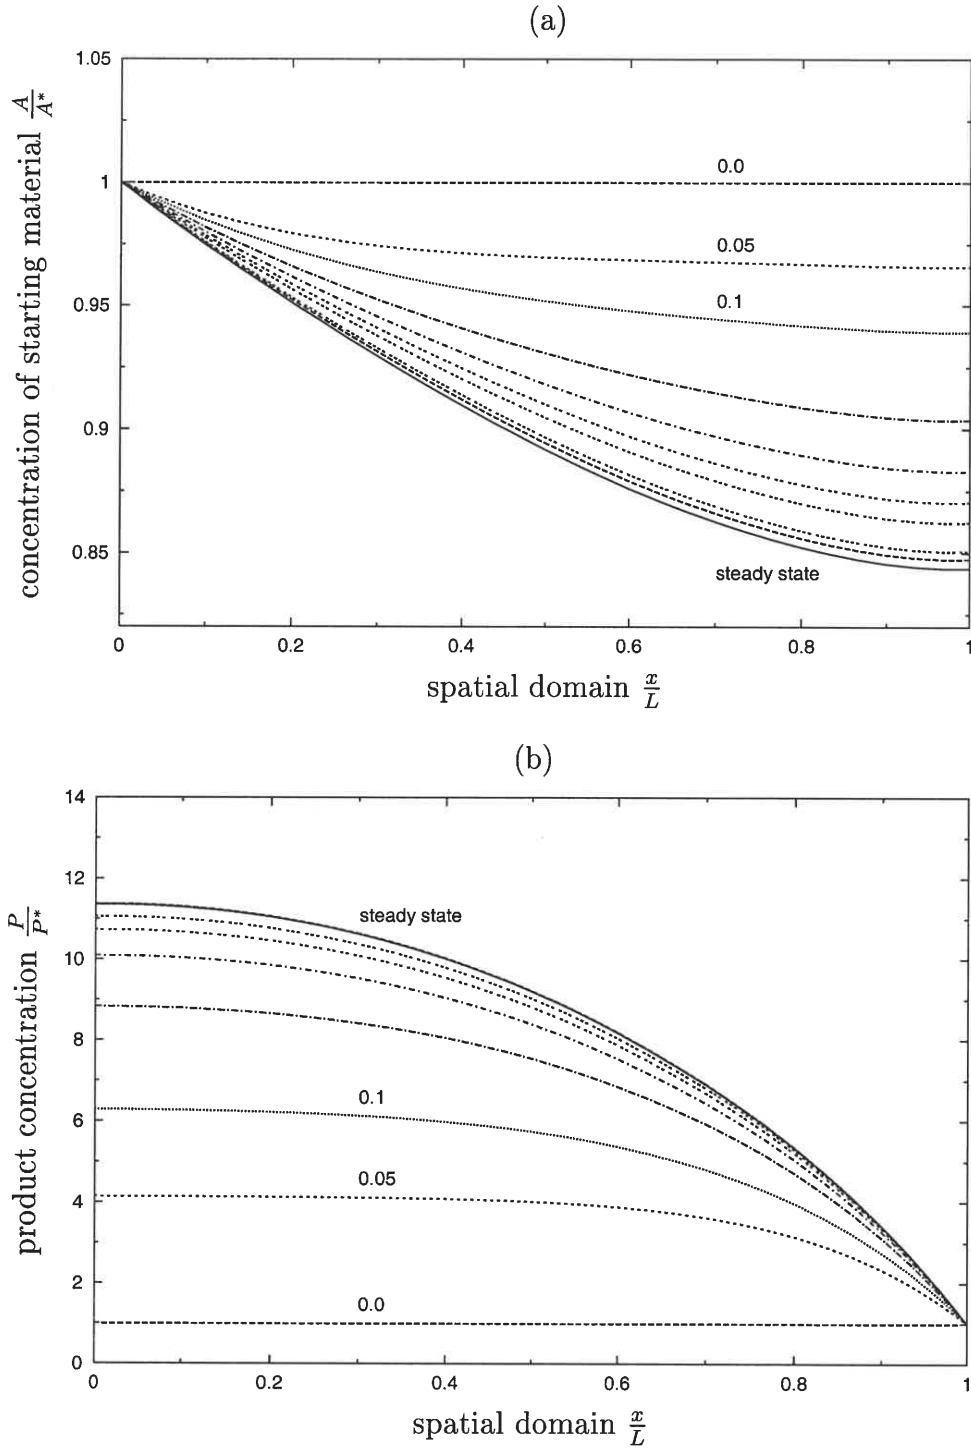 (a)
concentration of starting material A/A*
1.05
1
0.95
0.9
0.85
0.0
0.05
0.1
steady state
0 0.2 0.4 0.6 0.8 1
spatial domain x/L
(b)
product concentration P/P*
14
12
10
8
6
4
2
0
steady state
0.1
0.05
0.0
0 0.2 0.4 0.6 0.8 1
spatial domain x/L